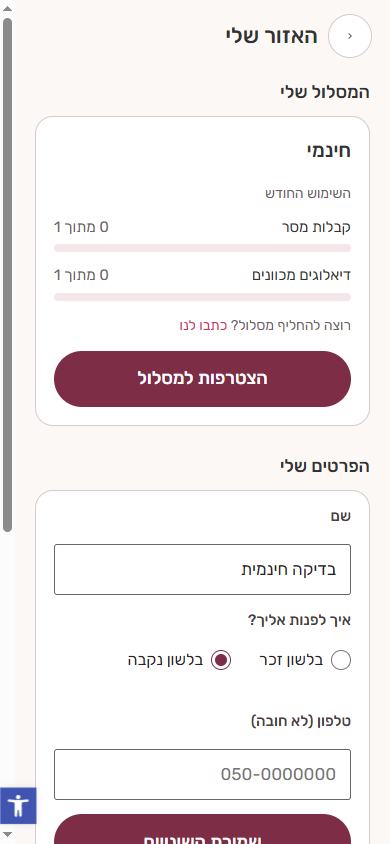 האזור שלי
המסלול שלי
חינמי
השימוש החודש
קבלות מסר 0 מתוך 1
דיאלוגים מכוונים 0 מתוך 1
רוצה להחליף מסלול? כתבו לנו
הצטרפות למסלול
הפרטים שלי
שם
בדיקה חינמית
איך לפנות אליך?
בלשון זכר בלשון נקבה
טלפון (לא חובה)
050-0000000
שמירת השינויים